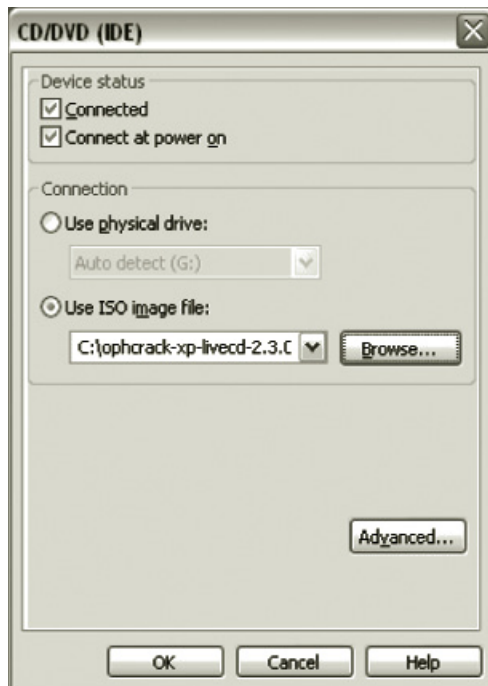 CD/DVD (IDE)
Device status
Connected
Connect at power on
Connection
Use physical drive:
Auto detect (G:)
Use ISO image file:
C:\ophcrack-xp-livecd-2.3.0 Browse...
Advanced...
OK Cancel Help